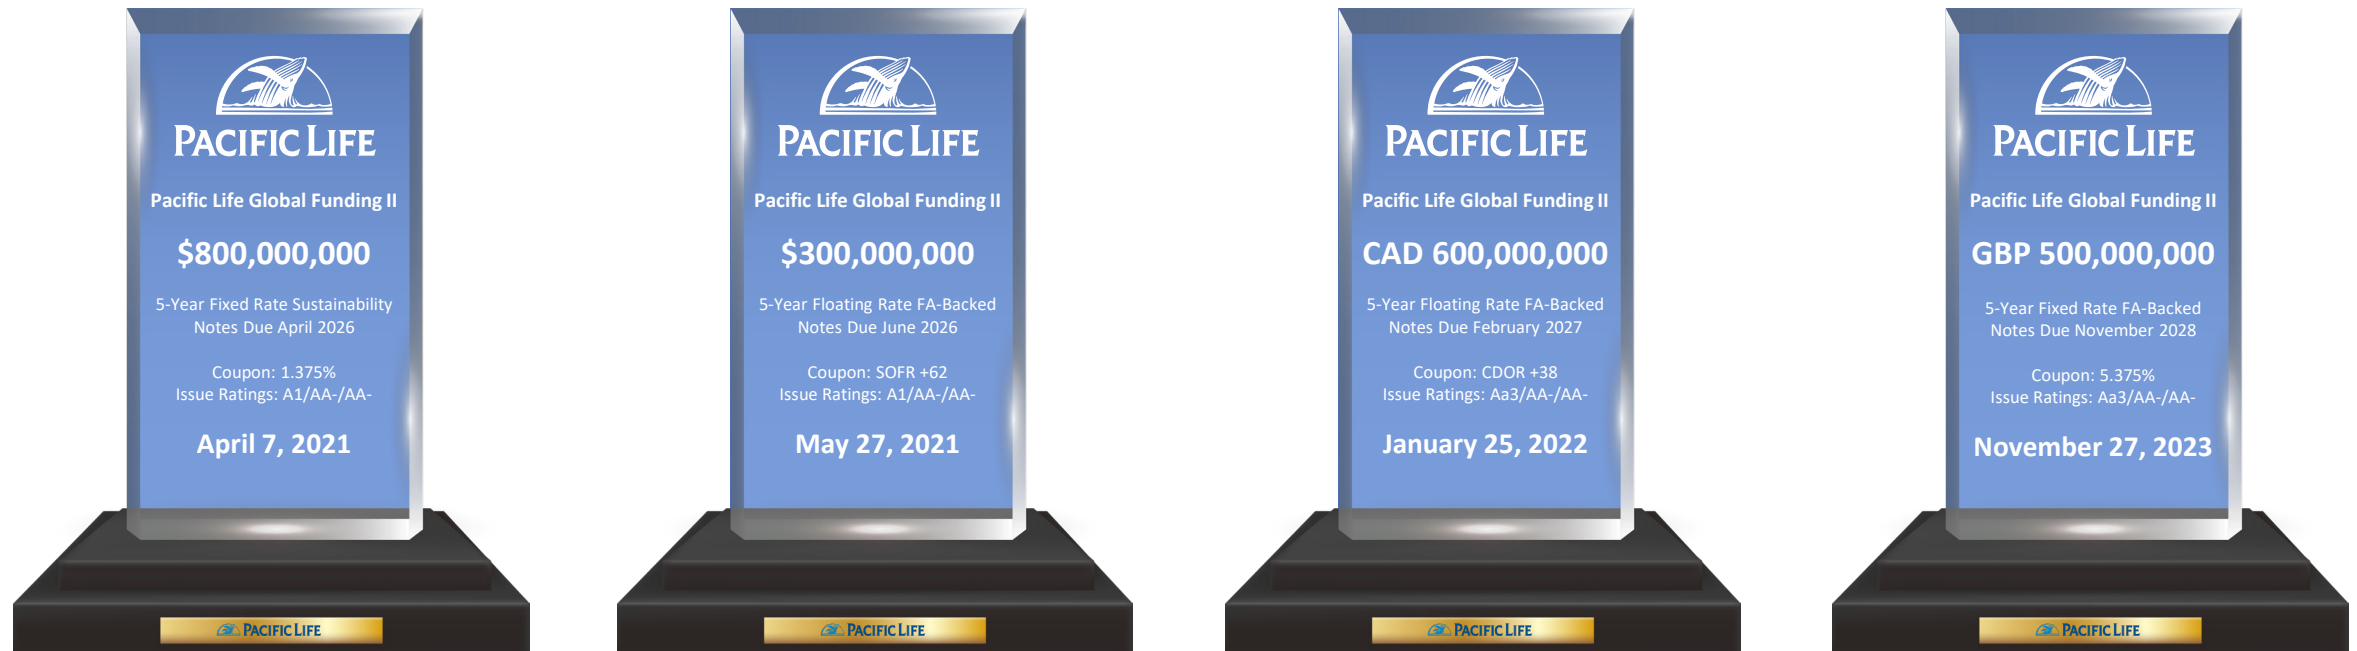 PACIFIC LIFE
Pacific Life Global Funding II
$800,000,000
5-Year Fixed Rate Sustainability
Notes Due April 2026
Coupon: 1.375%
Issue Ratings: A1/AA-/AA-
April 7, 2021
PACIFIC LIFE
PACIFIC LIFE
Pacific Life Global Funding II
$300,000,000
5-Year Floating Rate FA-Backed
Notes Due June 2026
Coupon: SOFR +62
Issue Ratings: A1/AA-/AA-
May 27, 2021
PACIFIC LIFE
PACIFIC LIFE
Pacific Life Global Funding II
CAD 600,000,000
5-Year Floating Rate FA-Backed
Notes Due February 2027
Coupon: CDOR +38
Issue Ratings: Aa3/AA-/AA-
January 25, 2022
PACIFIC LIFE
PACIFIC LIFE
Pacific Life Global Funding II
GBP 500,000,000
5-Year Fixed Rate FA-Backed
Notes Due November 2028
Coupon: 5.375%
Issue Ratings: Aa3/AA-/AA-
November 27, 2023
PACIFIC LIFE